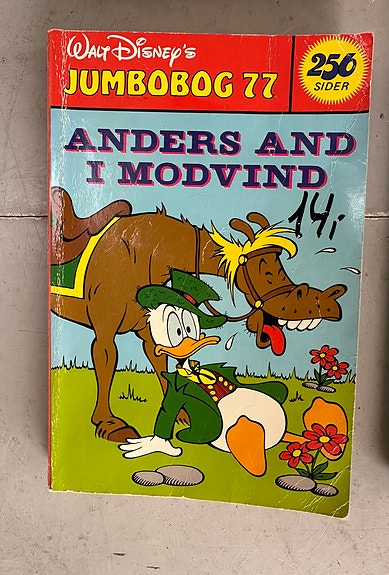 Walt Disney's
JUMBOBOG 77
256
SIDER
ANDERS AND
I MODVIND
14,-